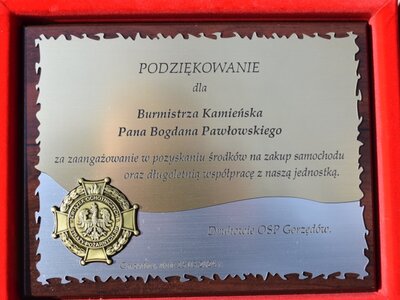 PODZIĘKOWANIE
dla
Burmistrza Kamieńska
Pana Bogdana Pawłowskiego
za zaangażowanie w pozyskaniu środków na zakup samochodu
oraz długoletnią współpracę z naszą jednostką.
Druhowie OSP Gorzędów.